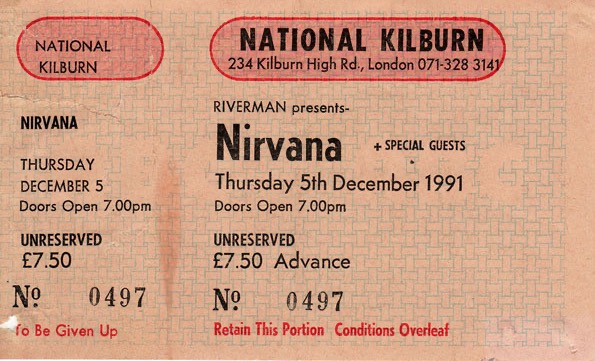 NATIONAL
KILBURN
NIRVANA
THURSDAY
DECEMBER 5
Doors Open 7.00pm
UNRESERVED
£7.50
Nº 0497
To Be Given Up
NATIONAL KILBURN
234 Kilburn High Rd., London 071-328 3141
RIVERMAN presents-
Nirvana + SPECIAL GUESTS
Thursday 5th December 1991
Doors Open 7.00pm
UNRESERVED
£7.50 Advance
Nº 0497
Retain This Portion Conditions Overleaf